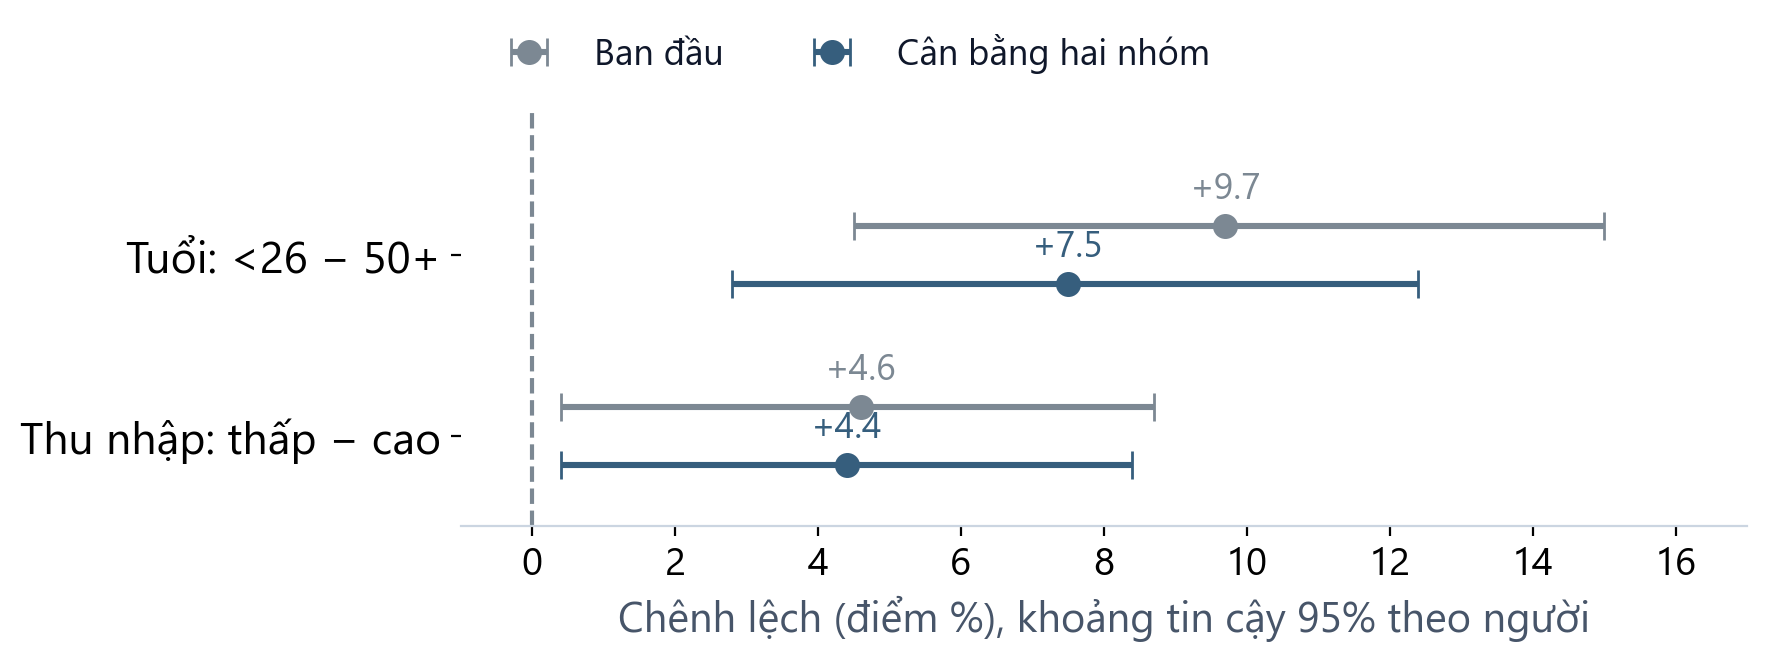 Ban đầu
Cân bằng hai nhóm
+9.7
+7.5
Tuổi: <26 − 50+
+4.6
+4.4
Thu nhập: thấp − cao
0 2 4 6 8 10 12 14 16
Chênh lệch (điểm %), khoảng tin cậy 95% theo người